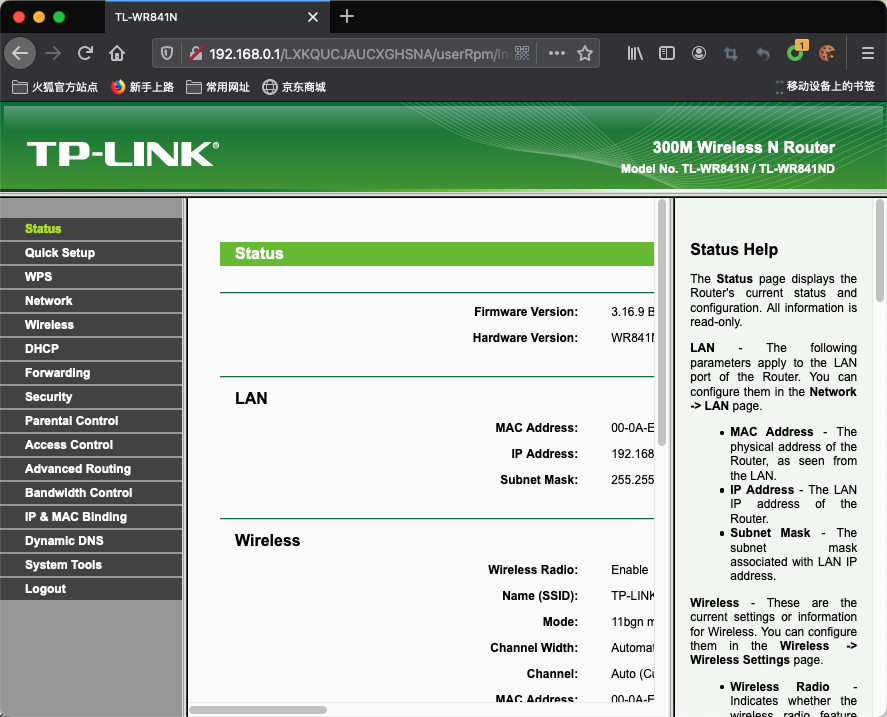 TL-WR841N
192.168.0.1/LXKQUCJAUCXGHSNA/userRpm/In
1
火狐官方站点
新手上路
常用网址
京东商城
移动设备上的书签
TP-LINK®
300M Wireless N Router
Model No. TL-WR841N / TL-WR841ND
Status
Quick Setup
WPS
Network
Wireless
DHCP
Forwarding
Security
Parental Control
Access Control
Advanced Routing
Bandwidth Control
IP & MAC Binding
Dynamic DNS
System Tools
Logout
Status
Firmware Version: 3.16.9 B
Hardware Version: WR841N
LAN
MAC Address: 00-0A-E
IP Address: 192.168
Subnet Mask: 255.255
Wireless
Wireless Radio: Enable
Name (SSID): TP-LINK
Mode: 11bgn m
Channel Width: Automat
Channel: Auto (Cu
MAC Address: 00-0A-E
Status Help
The Status page displays the
Router's current status and
configuration. All information is
read-only.
LAN - The following
parameters apply to the LAN
port of the Router. You can
configure them in the Network
-> LAN page.
• MAC Address - The
physical address of the
Router, as seen from
the LAN.
• IP Address - The LAN
IP address of the
Router.
• Subnet Mask - The
subnet mask
associated with LAN IP
address.
Wireless - These are the
current settings or information
for Wireless. You can configure
them in the Wireless ->
Wireless Settings page.
• Wireless Radio -
Indicates whether the
wireless radio feature